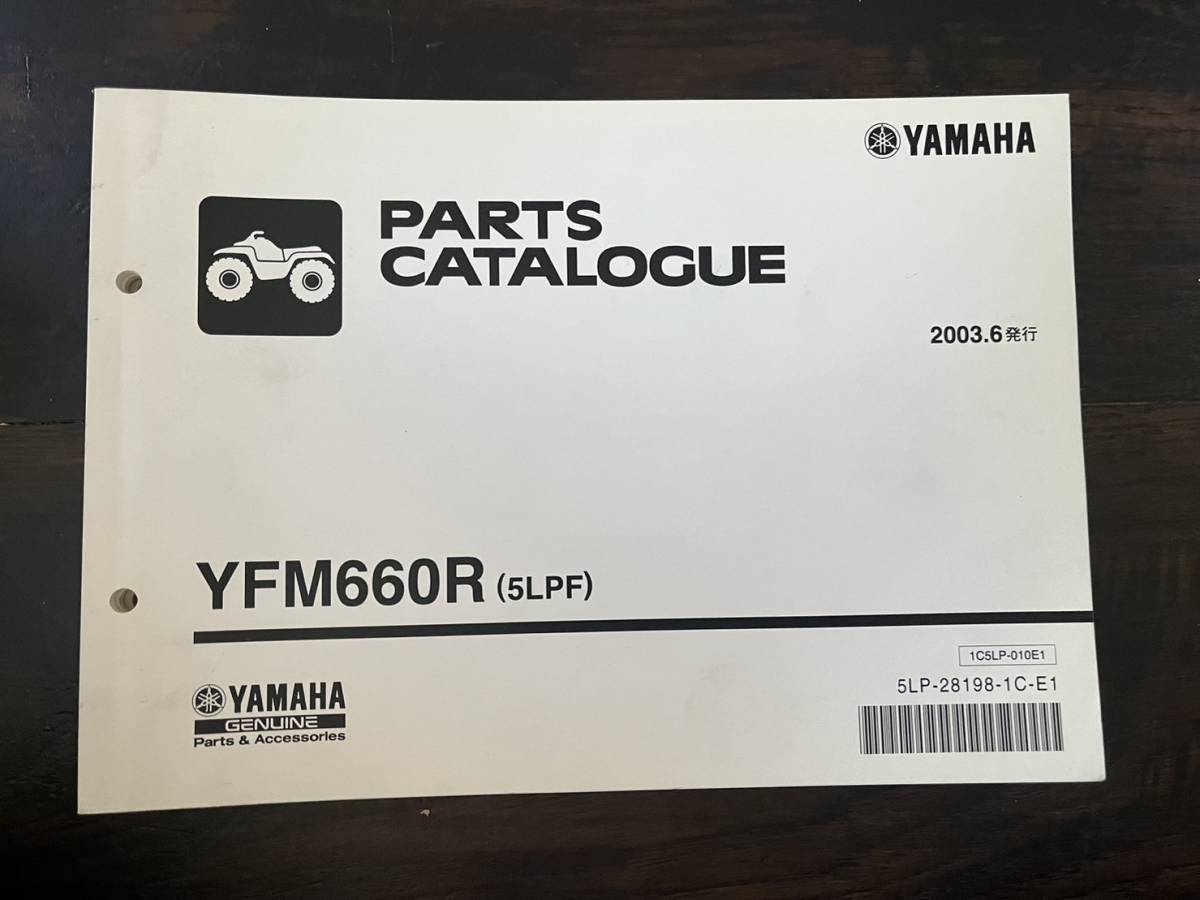 YAMAHA
PARTS
CATALOGUE
2003.6発行
YFM660R (5LPF)
1C5LP-010E1
5LP-28198-1C-E1
YAMAHA
GENUINE
Parts & Accessories